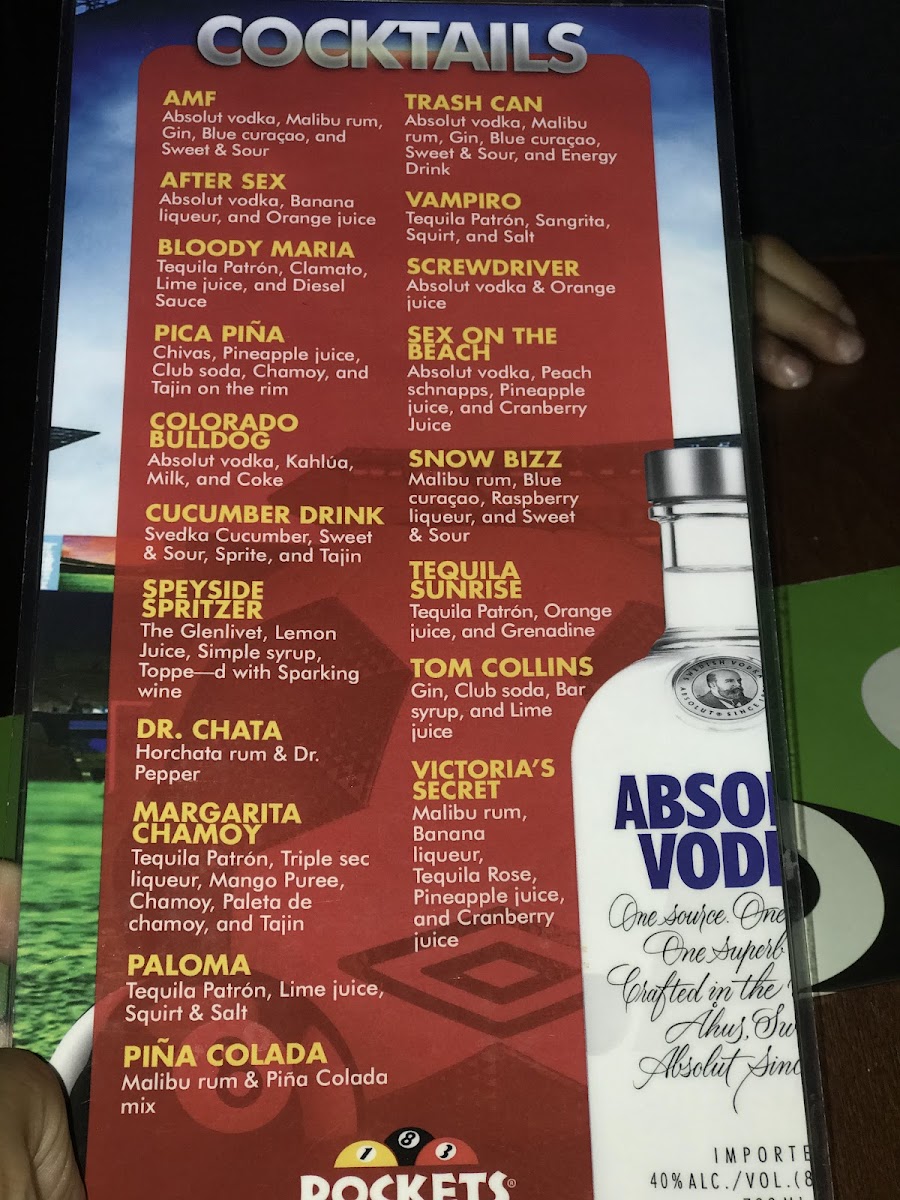 COCKTAILS
AMF
Absolut vodka, Malibu rum,
Gin, Blue curaçao, and
Sweet & Sour
AFTER SEX
Absolut vodka, Banana
liqueur, and Orange juice
BLOODY MARIA
Tequila Patrón, Clamato,
Lime juice, and Diesel
Sauce
PICA PIÑA
Chivas, Pineapple juice,
Club soda, Chamoy, and
Tajin on the rim
COLORADO
BULLDOG
Absolut vodka, Kahlúa,
Milk, and Coke
CUCUMBER DRINK
Svedka Cucumber, Sweet
& Sour, Sprite, and Tajin
SPEYSIDE
SPRITZER
The Glenlivet, Lemon
Juice, Simple syrup,
Toppe—d with Sparking
wine
DR. CHATA
Horchata rum & Dr.
Pepper
MARGARITA
CHAMOY
Tequila Patrón, Triple sec
liqueur, Mango Puree,
Chamoy, Paleta de
chamoy, and Tajin
PALOMA
Tequila Patrón, Lime juice,
Squirt & Salt
PIÑA COLADA
Malibu rum & Piña Colada
mix
TRASH CAN
Absolut vodka, Malibu
rum, Gin, Blue curaçao,
Sweet & Sour, and Energy
Drink
VAMPIRO
Tequila Patrón, Sangrita,
Squirt, and Salt
SCREWDRIVER
Absolut vodka & Orange
juice
SEX ON THE
BEACH
Absolut vodka, Peach
schnapps, Pineapple
juice, and Cranberry
Juice
SNOW BIZZ
Malibu rum, Blue
curaçao, Raspberry
liqueur, and Sweet
& Sour
TEQUILA
SUNRISE
Tequila Patrón, Orange
juice, and Grenadine
TOM COLLINS
Gin, Club soda, Bar
syrup, and Lime
juice
VICTORIA'S
SECRET
Malibu rum,
Banana
liqueur,
Tequila Rose,
Pineapple juice,
and Cranberry
juice
SWEDISH VODKA
ABSOLUT SINCE
ABSOL
VODK
One source. One
One superb
Crafted in the
Åhus, Sw
Absolut Sinc
IMPORTE
40% ALC./VOL.(8
1 8 3
POCKETS®